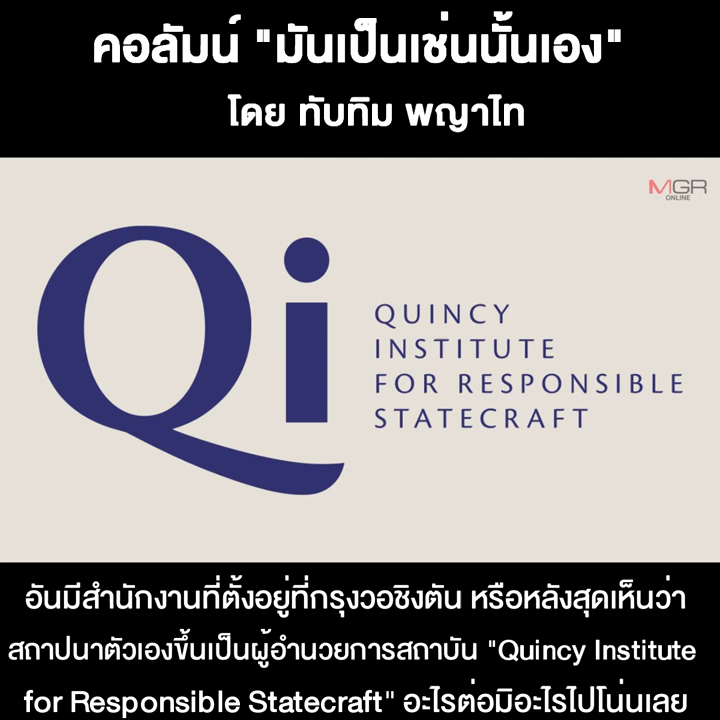 คอลัมน์ "มันเป็นเช่นนั้นเอง"
โดย ทับทิม พญาไท
MGR
ONLINE
Qi
QUINCY
INSTITUTE
FOR RESPONSIBLE
STATECRAFT
อันมีสำนักงานที่ตั้งอยู่ที่กรุงวอชิงตัน หรือหลังสุดเห็นว่า
สถาปนาตัวเองขึ้นเป็นผู้อำนวยการสถาบัน "Quincy Institute
for Responsible Statecraft" อะไรต่อมิอะไรไปโน่นเลย